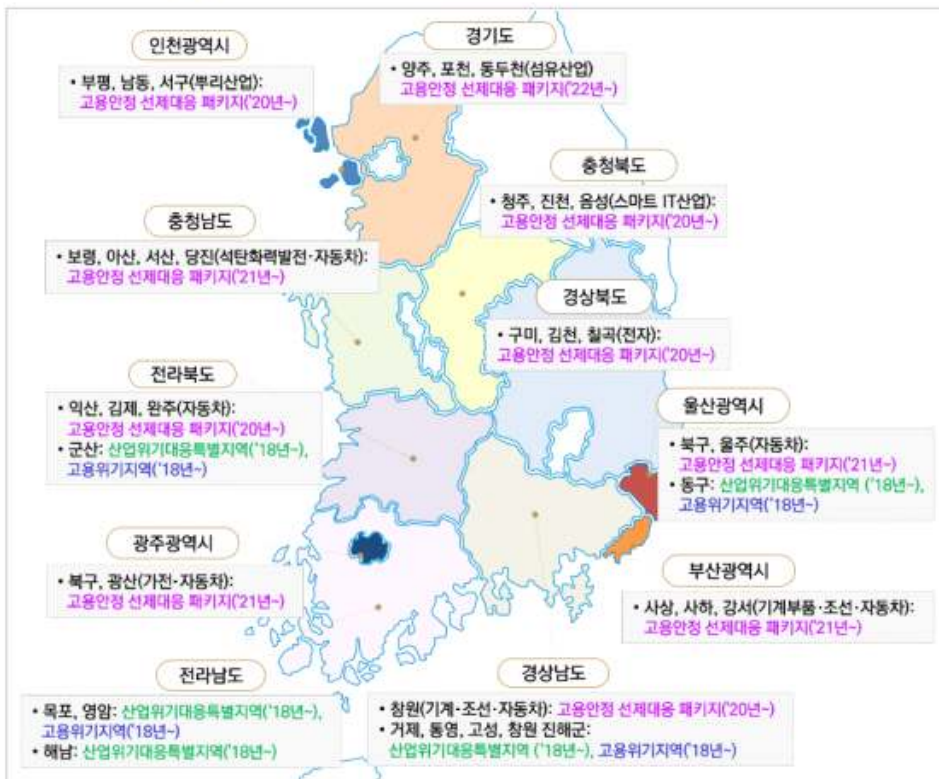 인천광역시
• 부평, 남동, 서구(뿌리산업):
고용안정 선제대응 패키지('20년~)
경기도
• 양주, 포천, 동두천(섬유산업)
고용안정 선제대응 패키지('22년~)
충청북도
• 청주, 진천, 음성(스마트 IT산업):
고용안정 선제대응 패키지('20년~)
충청남도
• 보령, 아산, 서산, 당진(석탄화력발전·자동차):
고용안정 선제대응 패키지('21년~)
경상북도
• 구미, 김천, 칠곡(전자):
고용안정 선제대응 패키지('20년~)
전라북도
• 익산, 김제, 완주(자동차):
고용안정 선제대응 패키지('20년~)
• 군산: 산업위기대응특별지역('18년~),
고용위기지역('18년~)
울산광역시
• 북구, 울주(자동차):
고용안정 선제대응 패키지('21년~)
• 동구: 산업위기대응특별지역 ('18년~),
고용위기지역('18년~)
광주광역시
• 북구, 광산(가전·자동차):
고용안정 선제대응 패키지('21년~)
부산광역시
• 사상, 사하, 강서(기계부품·조선·자동차):
고용안정 선제대응 패키지('21년~)
전라남도
• 목포, 영암: 산업위기대응특별지역('18년~),
고용위기지역('18년~)
• 해남: 산업위기대응특별지역('18년~)
경상남도
• 창원(기계·조선·자동차): 고용안정 선제대응 패키지('20년~)
• 거제, 통영, 고성, 창원 진해군:
산업위기대응특별지역 ('18년~), 고용위기지역('18년~)